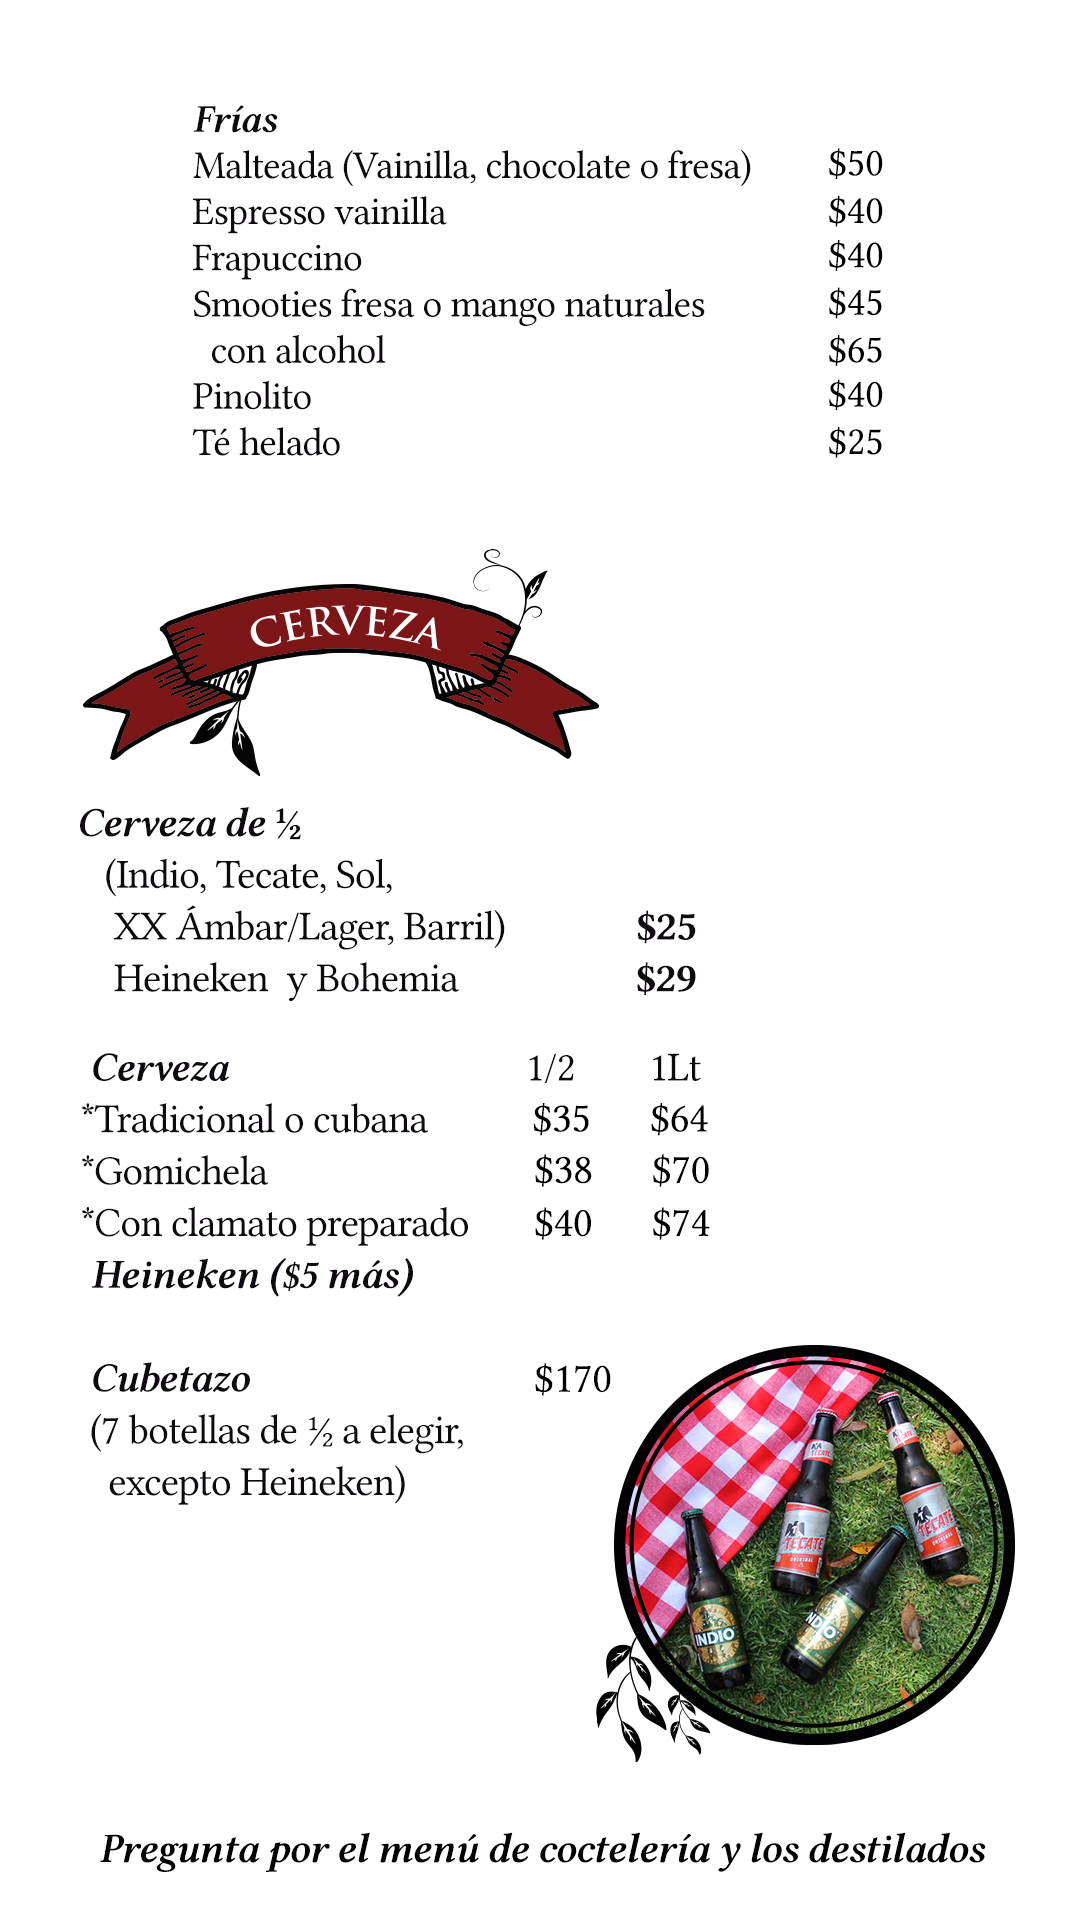 Frías
Malteada (Vainilla, chocolate o fresa) $50
Espresso vainilla $40
Frapuccino $40
Smooties fresa o mango naturales $45
con alcohol $65
Pinolito $40
Té helado $25
CERVEZA
Cerveza de ½
(Indio, Tecate, Sol,
XX Ámbar/Lager, Barril) $25
Heineken y Bohemia $29
Cerveza 1/2 1Lt
*Tradicional o cubana $35 $64
*Gomichela $38 $70
*Con clamato preparado $40 $74
Heineken ($5 más)
Cubetazo $170
(7 botellas de ½ a elegir,
excepto Heineken)
TECATE
TECATE
ORIGINAL
TECATE
ORIGINAL
INDIO
INDIO
Pregunta por el menú de coctelería y los destilados